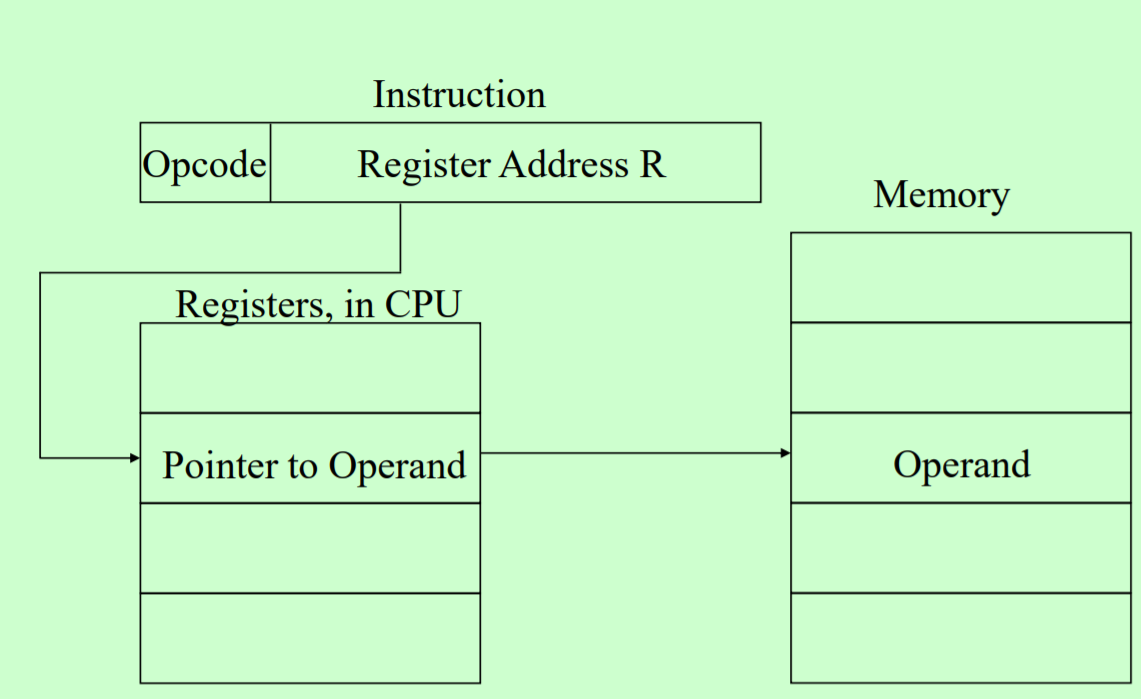 Instruction
Opcode
Register Address R
Memory
Registers, in CPU
Pointer to Operand
Operand